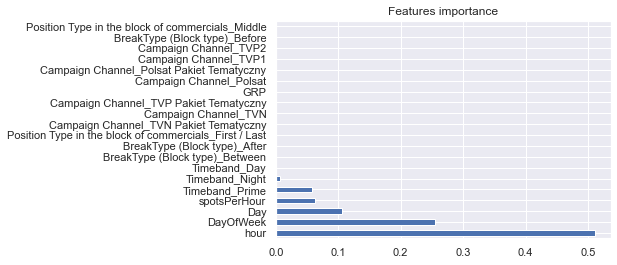 Features importance
Position Type in the block of commercials_Middle
BreakType (Block type)_Before
Campaign Channel_TVP2
Campaign Channel_TVP1
Campaign Channel_Polsat Pakiet Tematyczny
Campaign Channel_Polsat
GRP
Campaign Channel_TVP Pakiet Tematyczny
Campaign Channel_TVN
Campaign Channel_TVN Pakiet Tematyczny
Position Type in the block of commercials_First / Last
BreakType (Block type)_After
BreakType (Block type)_Between
Timeband_Day
Timeband_Night
Timeband_Prime
spotsPerHour
Day
DayOfWeek
hour
0.0 0.1 0.2 0.3 0.4 0.5